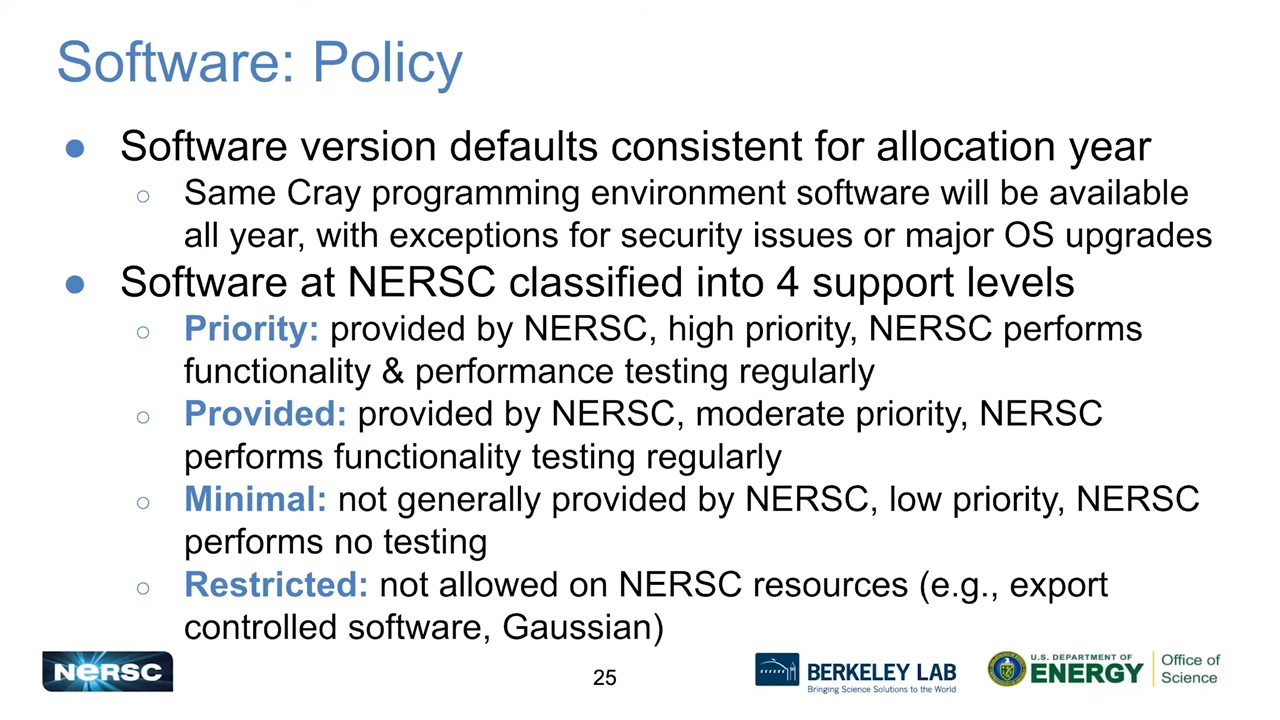 Software: Policy
● Software version defaults consistent for allocation year
○ Same Cray programming environment software will be available
all year, with exceptions for security issues or major OS upgrades
● Software at NERSC classified into 4 support levels
○ Priority: provided by NERSC, high priority, NERSC performs
functionality & performance testing regularly
○ Provided: provided by NERSC, moderate priority, NERSC
performs functionality testing regularly
○ Minimal: not generally provided by NERSC, low priority, NERSC
performs no testing
○ Restricted: not allowed on NERSC resources (e.g., export
controlled software, Gaussian)
NERSC
25
BERKELEY LAB
Bringing Science Solutions to the World
U.S. DEPARTMENT OF
ENERGY
Office of
Science